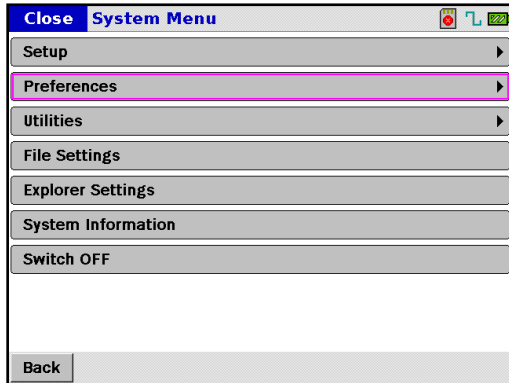 Close System Menu
Setup
Preferences
Utilities
File Settings
Explorer Settings
System Information
Switch OFF
Back